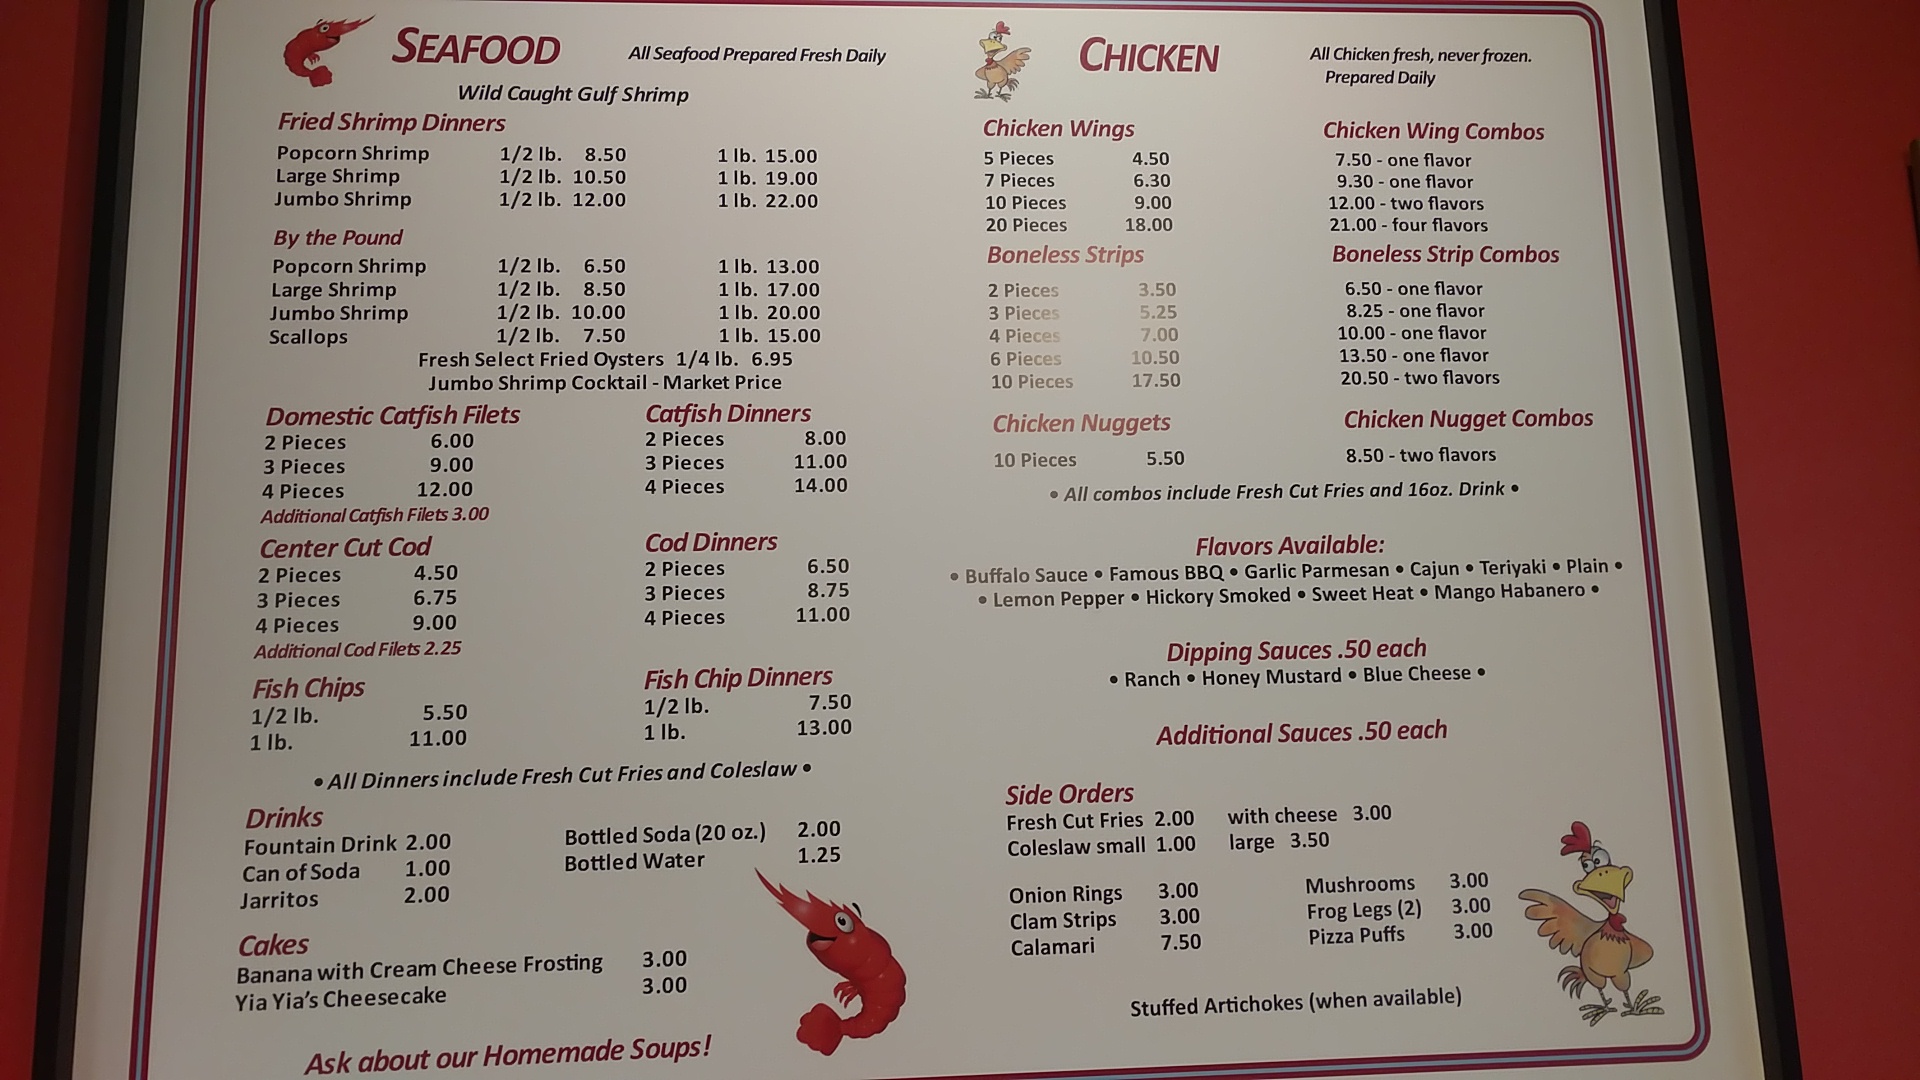 SEAFOOD
All Seafood Prepared Fresh Daily
Wild Caught Gulf Shrimp
Fried Shrimp Dinners
Popcorn Shrimp 1/2 lb. 8.50 1 lb. 15.00
Large Shrimp 1/2 lb. 10.50 1 lb. 19.00
Jumbo Shrimp 1/2 lb. 12.00 1 lb. 22.00
By the Pound
Popcorn Shrimp 1/2 lb. 6.50 1 lb. 13.00
Large Shrimp 1/2 lb. 8.50 1 lb. 17.00
Jumbo Shrimp 1/2 lb. 10.00 1 lb. 20.00
Scallops 1/2 lb. 7.50 1 lb. 15.00
Fresh Select Fried Oysters 1/4 lb. 6.95
Jumbo Shrimp Cocktail - Market Price
Domestic Catfish Filets
2 Pieces 6.00
3 Pieces 9.00
4 Pieces 12.00
Additional Catfish Filets 3.00
Catfish Dinners
2 Pieces 8.00
3 Pieces 11.00
4 Pieces 14.00
Center Cut Cod
2 Pieces 4.50
3 Pieces 6.75
4 Pieces 9.00
Additional Cod Filets 2.25
Cod Dinners
2 Pieces 6.50
3 Pieces 8.75
4 Pieces 11.00
Fish Chips
1/2 lb. 5.50
1 lb. 11.00
Fish Chip Dinners
1/2 lb. 7.50
1 lb. 13.00
• All Dinners include Fresh Cut Fries and Coleslaw •
Drinks
Fountain Drink 2.00
Can of Soda 1.00
Jarritos 2.00
Bottled Soda (20 oz.) 2.00
Bottled Water 1.25
Cakes
Banana with Cream Cheese Frosting 3.00
Yia Yia's Cheesecake 3.00
Ask about our Homemade Soups!
CHICKEN
All Chicken fresh, never frozen.
Prepared Daily
Chicken Wings
5 Pieces 4.50
7 Pieces 6.30
10 Pieces 9.00
20 Pieces 18.00
Chicken Wing Combos
7.50 - one flavor
9.30 - one flavor
12.00 - two flavors
21.00 - four flavors
Boneless Strips
2 Pieces 3.50
3 Pieces 5.25
4 Pieces 7.00
6 Pieces 10.50
10 Pieces 17.50
Boneless Strip Combos
6.50 - one flavor
8.25 - one flavor
10.00 - one flavor
13.50 - one flavor
20.50 - two flavors
Chicken Nuggets
10 Pieces 5.50
Chicken Nugget Combos
8.50 - two flavors
• All combos include Fresh Cut Fries and 16oz. Drink •
Flavors Available:
• Buffalo Sauce • Famous BBQ • Garlic Parmesan • Cajun • Teriyaki • Plain •
• Lemon Pepper • Hickory Smoked • Sweet Heat • Mango Habanero •
Dipping Sauces .50 each
• Ranch • Honey Mustard • Blue Cheese •
Additional Sauces .50 each
Side Orders
Fresh Cut Fries 2.00 with cheese 3.00
Coleslaw small 1.00 large 3.50
Onion Rings 3.00
Clam Strips 3.00
Calamari 7.50
Mushrooms 3.00
Frog Legs (2) 3.00
Pizza Puffs 3.00
Stuffed Artichokes (when available)